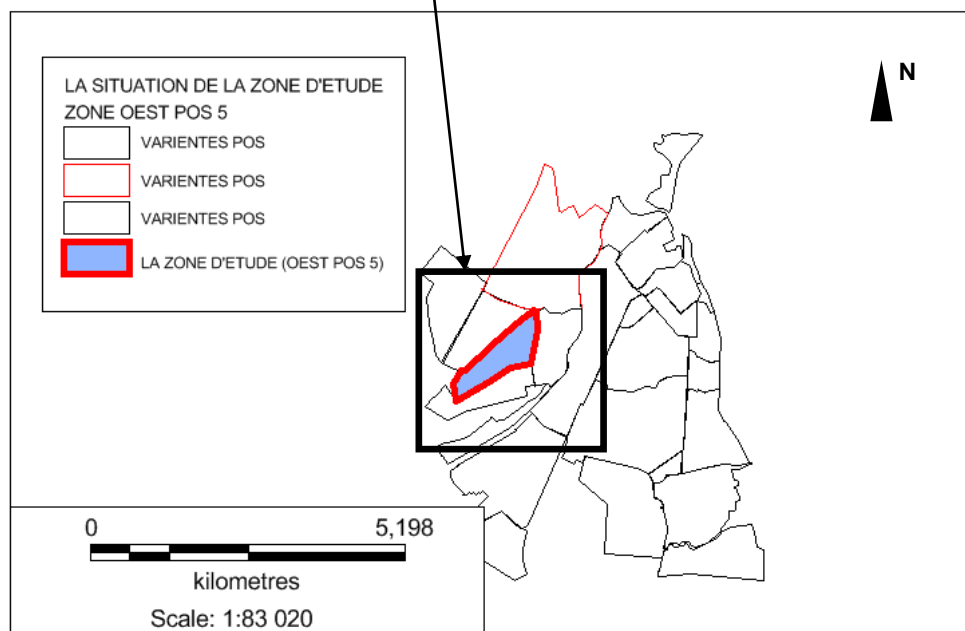 LA SITUATION DE LA ZONE D'ETUDE
ZONE OEST POS 5
VARIENTES POS
VARIENTES POS
VARIENTES POS
LA ZONE D'ETUDE (OEST POS 5)
N
0 5,198
kilometres
Scale: 1:83 020